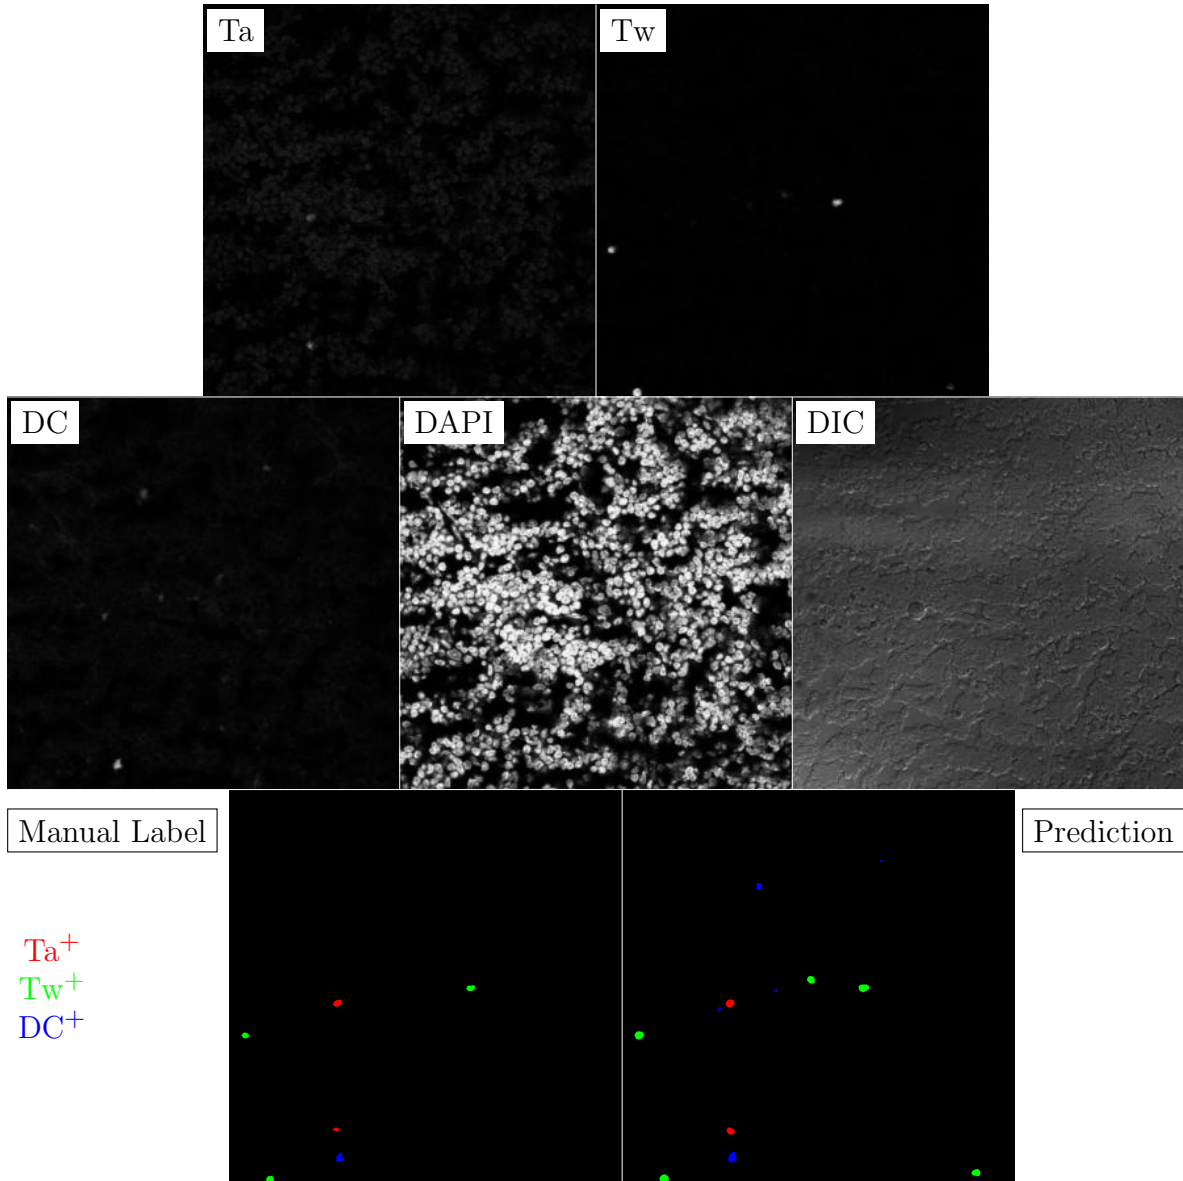 Ta
Tw
DC
DAPI
DIC
Manual Label
Prediction
Ta+
Tw+
DC+